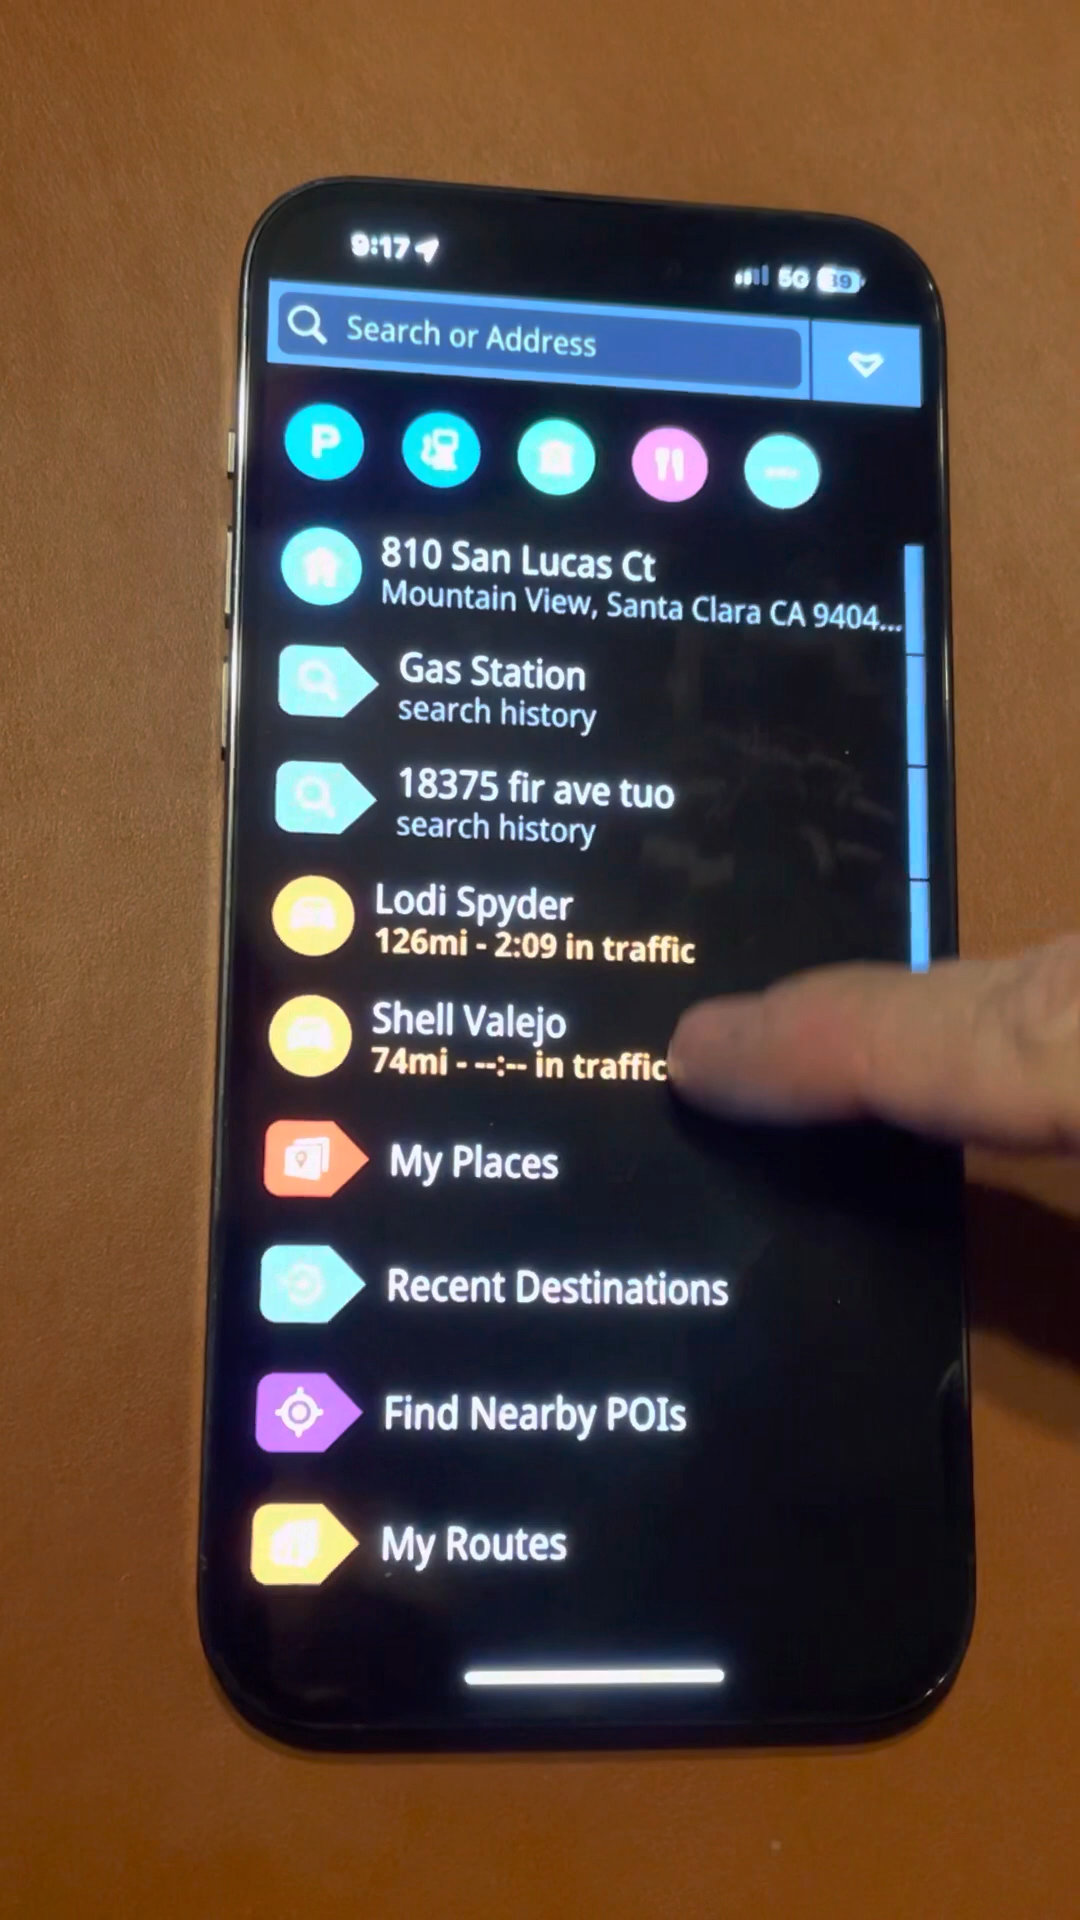 9:17
5G 39
Search or Address
P
810 San Lucas Ct
Mountain View, Santa Clara CA 9404...
Gas Station
search history
18375 fir ave tuo
search history
Lodi Spyder
126mi - 2:09 in traffic
Shell Valejo
74mi - --:-- in traffic
My Places
Recent Destinations
Find Nearby POIs
My Routes